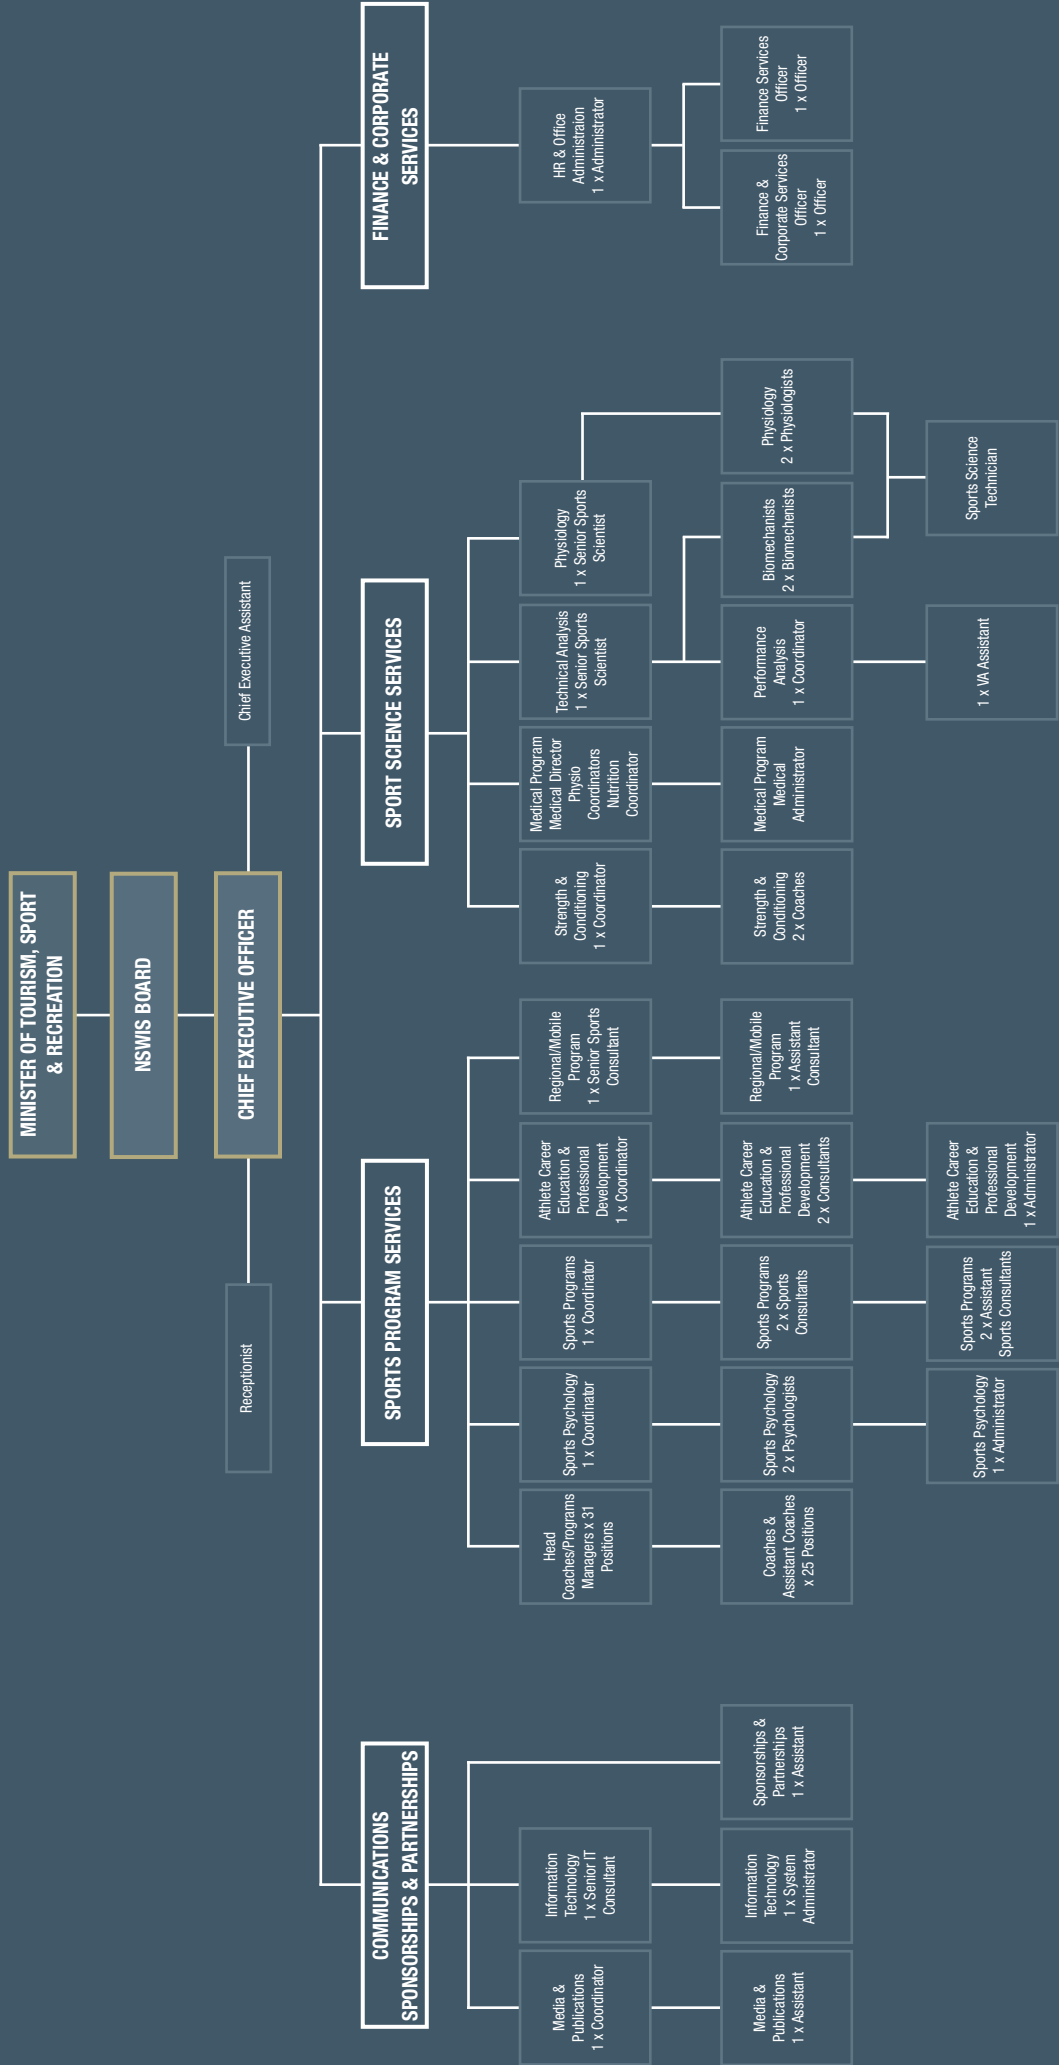 MINISTER OF TOURISM, SPORT
& RECREATION
NSWIS BOARD
CHIEF EXECUTIVE OFFICER
Receptionist
Chief Executive Assistant
COMMUNICATIONS
SPONSORSHIPS & PARTNERSHIPS
SPORTS PROGRAM SERVICES
SPORT SCIENCE SERVICES
FINANCE & CORPORATE
SERVICES
Media &
Publications
1 x Coordinator
Information
Technology
1 x Senior IT
Consultant
Head
Coaches/Programs
Managers x 31
Positions
Sports Psychology
1 x Coordinator
Sports Programs
1 x Coordinator
Athlete Career
Education &
Professional
Development
1 x Coordinator
Regional/Mobile
Program
1 x Senior Sports
Consultant
Strength &
Conditioning
1 x Coordinator
Medical Program
Medical Director
Physio
Coordinators
Nutrition
Coordinator
Technical Analysis
1 x Senior Sports
Scientist
Physiology
1 x Senior Sports
Scientist
HR & Office
Administraion
1 x Administrator
Media &
Publications
1 x Assistant
Information
Technology
1 x System
Administrator
Sponsorships &
Partnerships
1 x Assistant
Coaches &
Assistant Coaches
x 25 Positions
Sports Psychology
2 x Psychologists
Sports Programs
2 x Sports
Consultants
Athlete Career
Education &
Professional
Development
2 x Consultants
Regional/Mobile
Program
1 x Assistant
Consultant
Strength &
Conditioning
2 x Coaches
Medical Program
Medical
Administrator
Performance
Analysis
1 x Coordinator
Biomechanists
2 x Biomechenists
Physiology
2 x Physiologists
Finance &
Corporate Services
Officer
1 x Officer
Finance Services
Officer
1 x Officer
Sports Psychology
1 x Administrator
Sports Programs
2 x Assistant
Sports Consultants
Athlete Career
Education &
Professional
Development
1 x Administrator
1 x VA Assistant
Sports Science
Technician